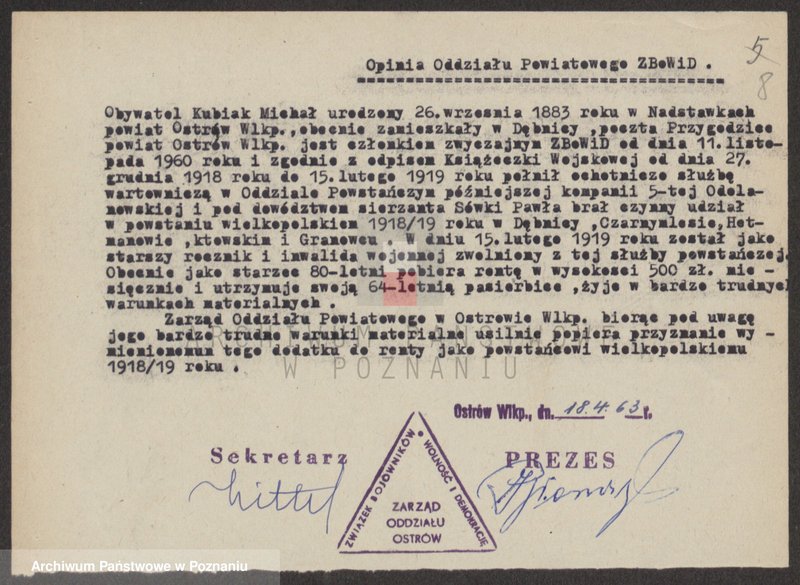 Opinia Oddziału Powiatowego ZBoWiD .
5
8
Obywatel Kubiak Michał urodzony 26.wrzesnia 1883 roku w Nadstawkach
powiat Ostrów Wlkp.,obecnie zamieszkały w Dębnicy ,poczta Przygodzice
powiat Ostrów Wlkp. jest członkiem zwyczajnym ZBoWiD od dnia 11.listo-
pada 1960 roku i zgodnie z odpisem Książeczki Wojskowej od dnia 27.
grudnia 1918 roku do 15.lutego 1919 roku pełnił ochotniczo służbę
wartowniczą w Oddziale Powstańczym późniejszej kompanii 5-tej Odola-
nowskiej i pod dowództwem sierzanta Sówki Pawła brał czynny udział
w powstaniu wielkopolskiem 1918/19 roku w Dębnicy ,Czarnymlesie,Het-
manowie ,ktowskim i Granowcu . W dniu 15.lutego 1919 roku został jako
starszy rocznik i inwalida wojennej zwolniony z tej służby powstańczej.
Obecnie jako starzec 80-letni pobiera rentę w wysokosci 500 zł. mie -
sięcznie i utrzymuje swoją 64-letnią pasierbice ,żyje w bardzo trudnych
warunkach materialnych .
Zarząd Oddziału Powiatowego w Ostrowie Wlkp. biorąc pod uwagę
jego bardzo trudne warunki materialne usilnie popiera przyznanie wy -
mienionemu tego dodatku do renty jako powstańcowi wielkopolskiemu
1918/19 roku .
ARCHIWUM PAŃSTWOWE
W POZNANIU
Ostrów Wlkp., dn. 18.4.63 r.
Sekretarz
PREZES
ZWIĄZEK BOJOWNIKÓW • WOLNOŚĆ I DEMOKRACJĘ
ZARZĄD
ODDZIAŁU
OSTRÓW
Archiwum Państwowe w Poznaniu